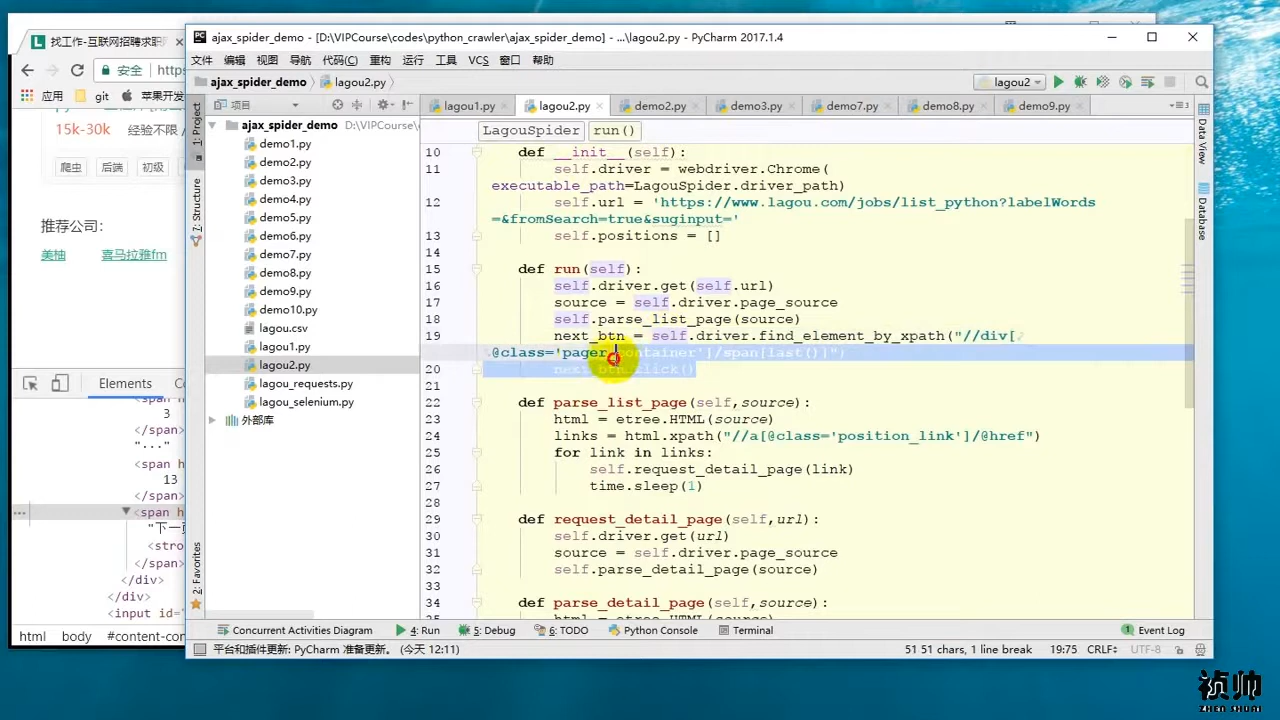 ajax_spider_demo - [D:\VIPCourse\codes\python_crawler\ajax_spider_demo] - ...\lagou2.py - PyCharm 2017.1.4
文件 编辑 视图 导航 代码(C) 重构 运行 工具 VCS 窗口 帮助
ajax_spider_demo lagou2.py lagou2
项目 lagou1.py lagou2.py demo2.py demo3.py demo7.py demo8.py demo9.py
LagouSpider run()
找工作-互联网招聘求职
安全 https
应用 git 苹果开发
15k-30k 经验不限 /
爬虫 后端 初级
推荐公司：
美柚 喜马拉雅fm
Elements
3
</span>
"..."
<span h
13
</span>
<span h
"下一页
<stro
</span>
</div>
</div>
<input id=
html body #content-con
1: Project
7: Structure
2: Favorites
ajax_spider_demo D:\VIPCourse\
demo1.py
demo2.py
demo3.py
demo4.py
demo5.py
demo6.py
demo7.py
demo8.py
demo9.py
demo10.py
lagou.csv
lagou1.py
lagou2.py
lagou_requests.py
lagou_selenium.py
外部库
10 def __init__(self):
11 self.driver = webdriver.Chrome(
executable_path=LagouSpider.driver_path)
12 self.url = 'https://www.lagou.com/jobs/list_python?labelWords
=&fromSearch=true&suginput='
13 self.positions = []
14
15 def run(self):
16 self.driver.get(self.url)
17 source = self.driver.page_source
18 self.parse_list_page(source)
19 next_btn = self.driver.find_element_by_xpath("//div[
@class='pager_container']/span[last()]")
20 next_btn.click()
22 def parse_list_page(self,source):
23 html = etree.HTML(source)
24 links = html.xpath("//a[@class='position_link']/@href")
25 for link in links:
26 self.request_detail_page(link)
27 time.sleep(1)
28
29 def request_detail_page(self,url):
30 self.driver.get(url)
31 source = self.driver.page_source
32 self.parse_detail_page(source)
33
34 def parse_detail_page(self,source):
Data View
Database
Concurrent Activities Diagram 4: Run 5: Debug 6: TODO Python Console Terminal 1 Event Log
平台和插件更新: PyCharm 准备更新。 (今天 12:11) 51 51 chars, 1 line break 19:75 CRLF UTF-8
祯帅
ZHEN SHUAI